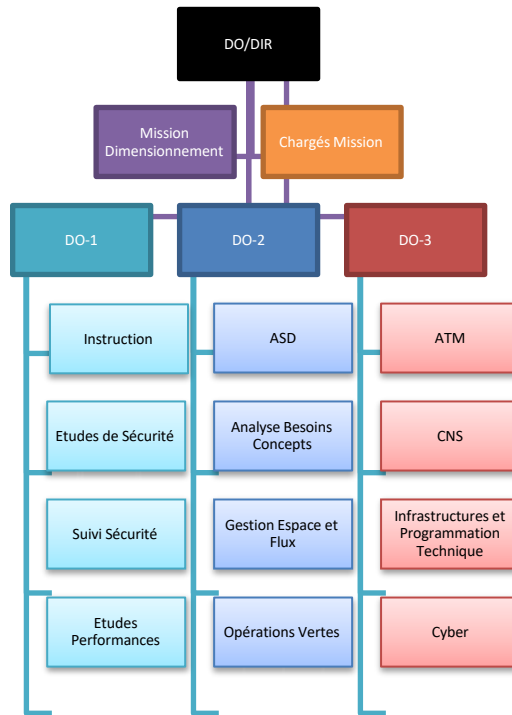 DO/DIR
Mission
Dimensionnement
Chargés Mission
DO-1
DO-2
DO-3
Instruction
ASD
ATM
Etudes de Sécurité
Analyse Besoins
Concepts
CNS
Suivi Sécurité
Gestion Espace et
Flux
Infrastructures et
Programmation
Technique
Etudes
Performances
Opérations Vertes
Cyber